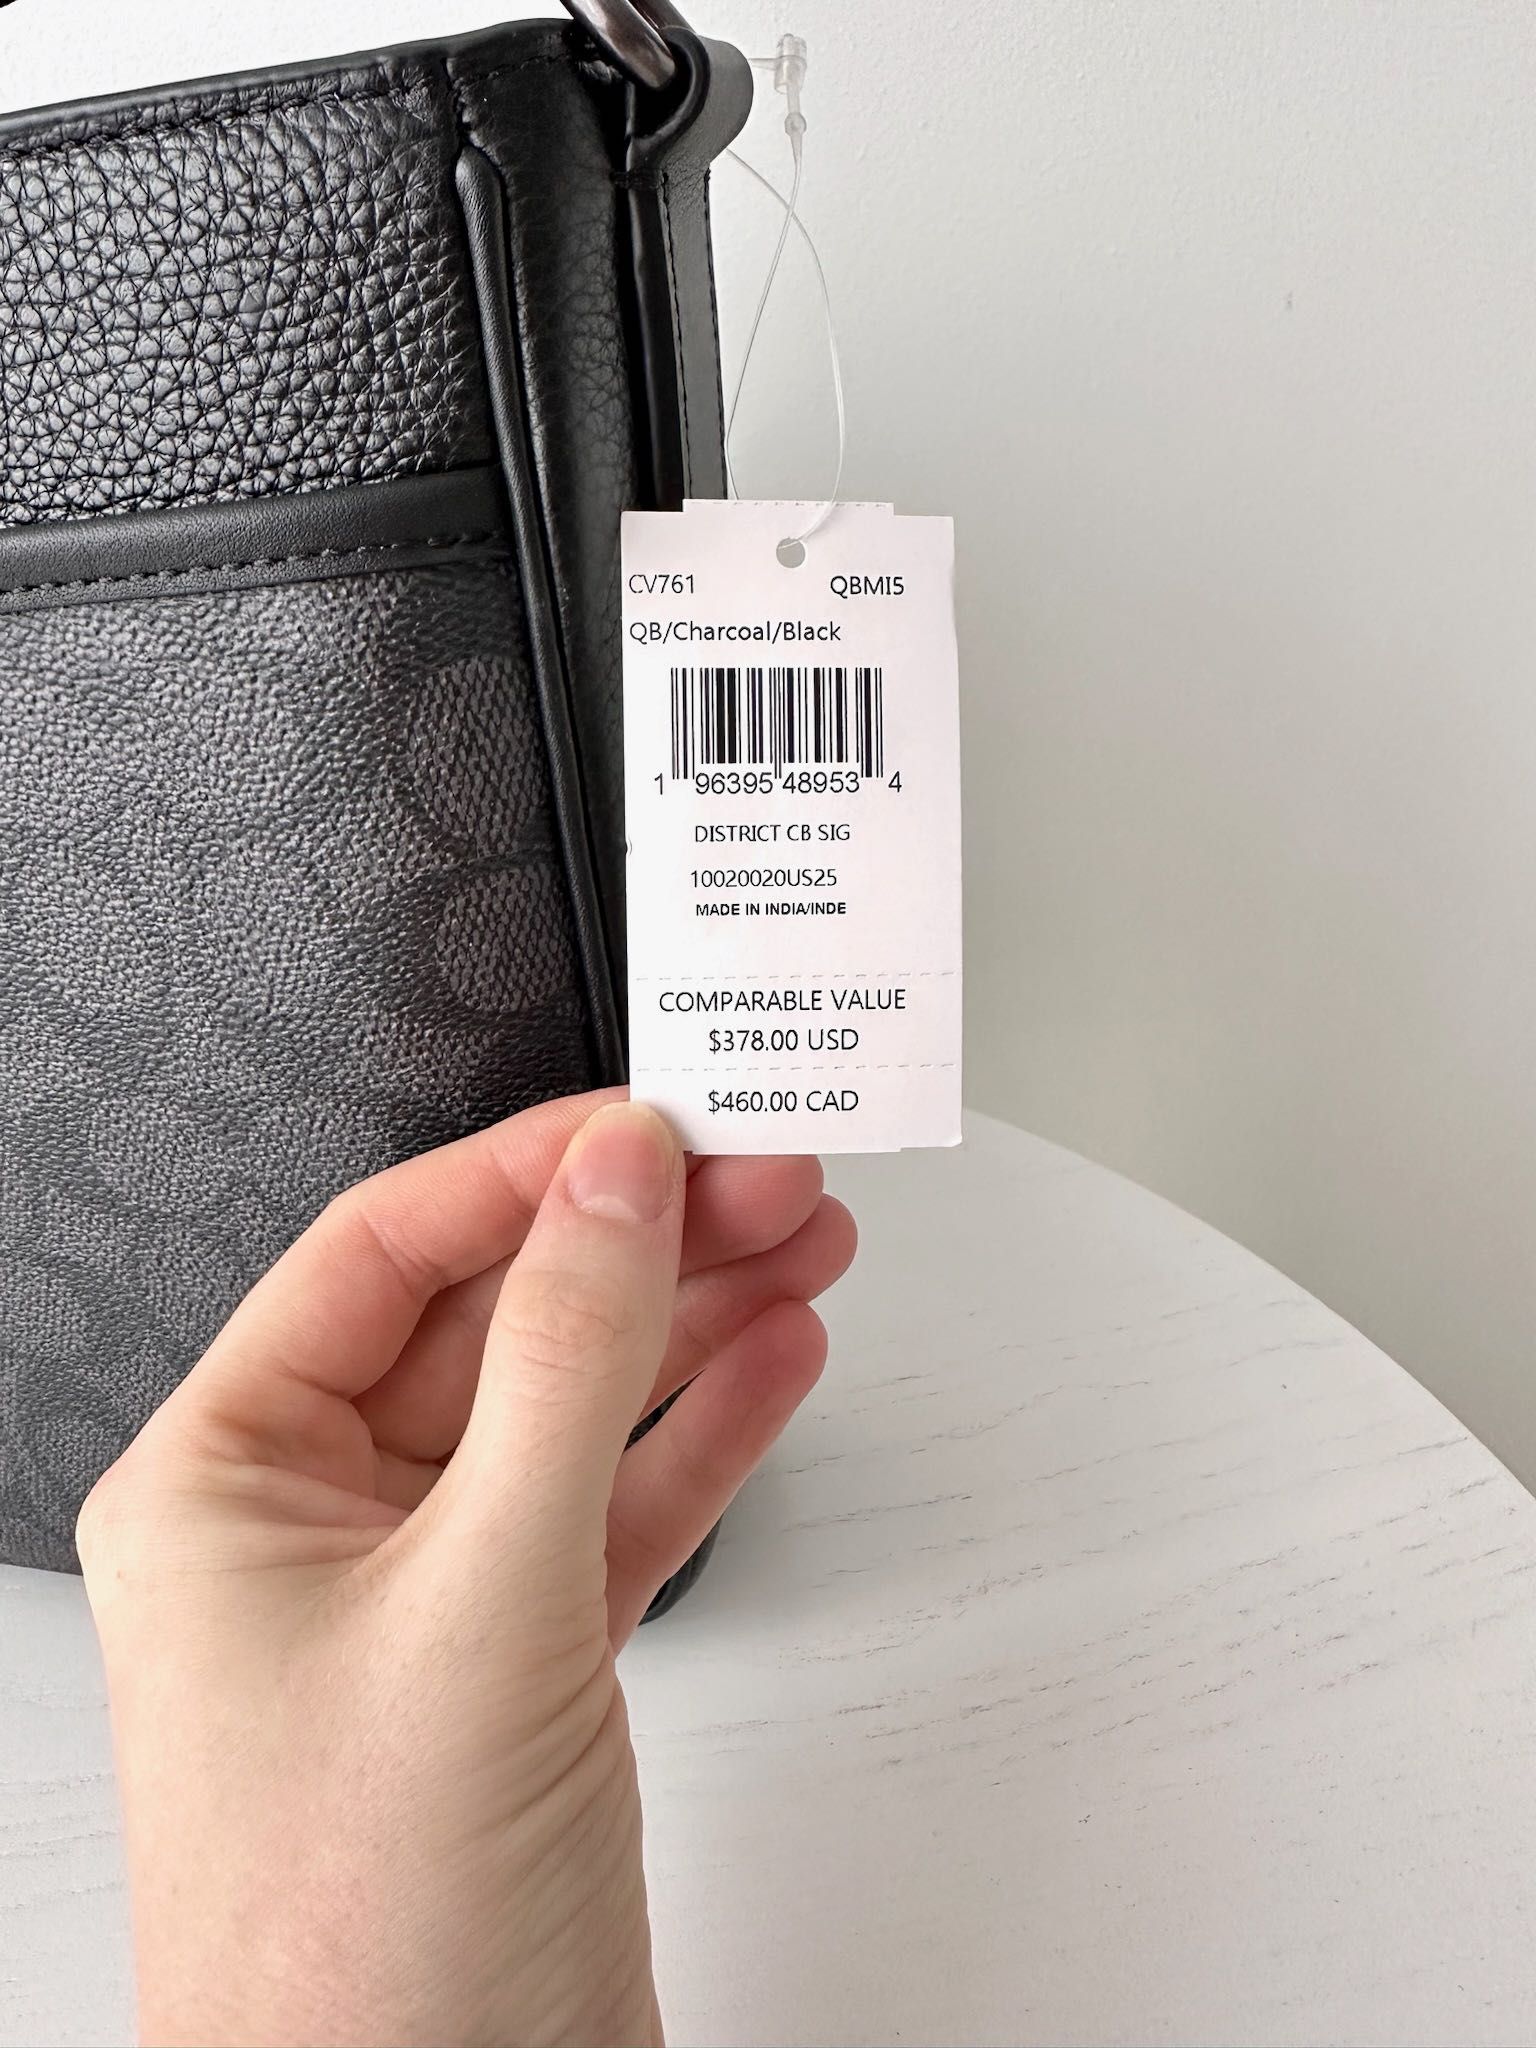 CV761 QBMI5
QB/Charcoal/Black
1 96395 48953 4
DISTRICT CB SIG
10020020US25
MADE IN INDIA/INDE
COMPARABLE VALUE
$378.00 USD
$460.00 CAD